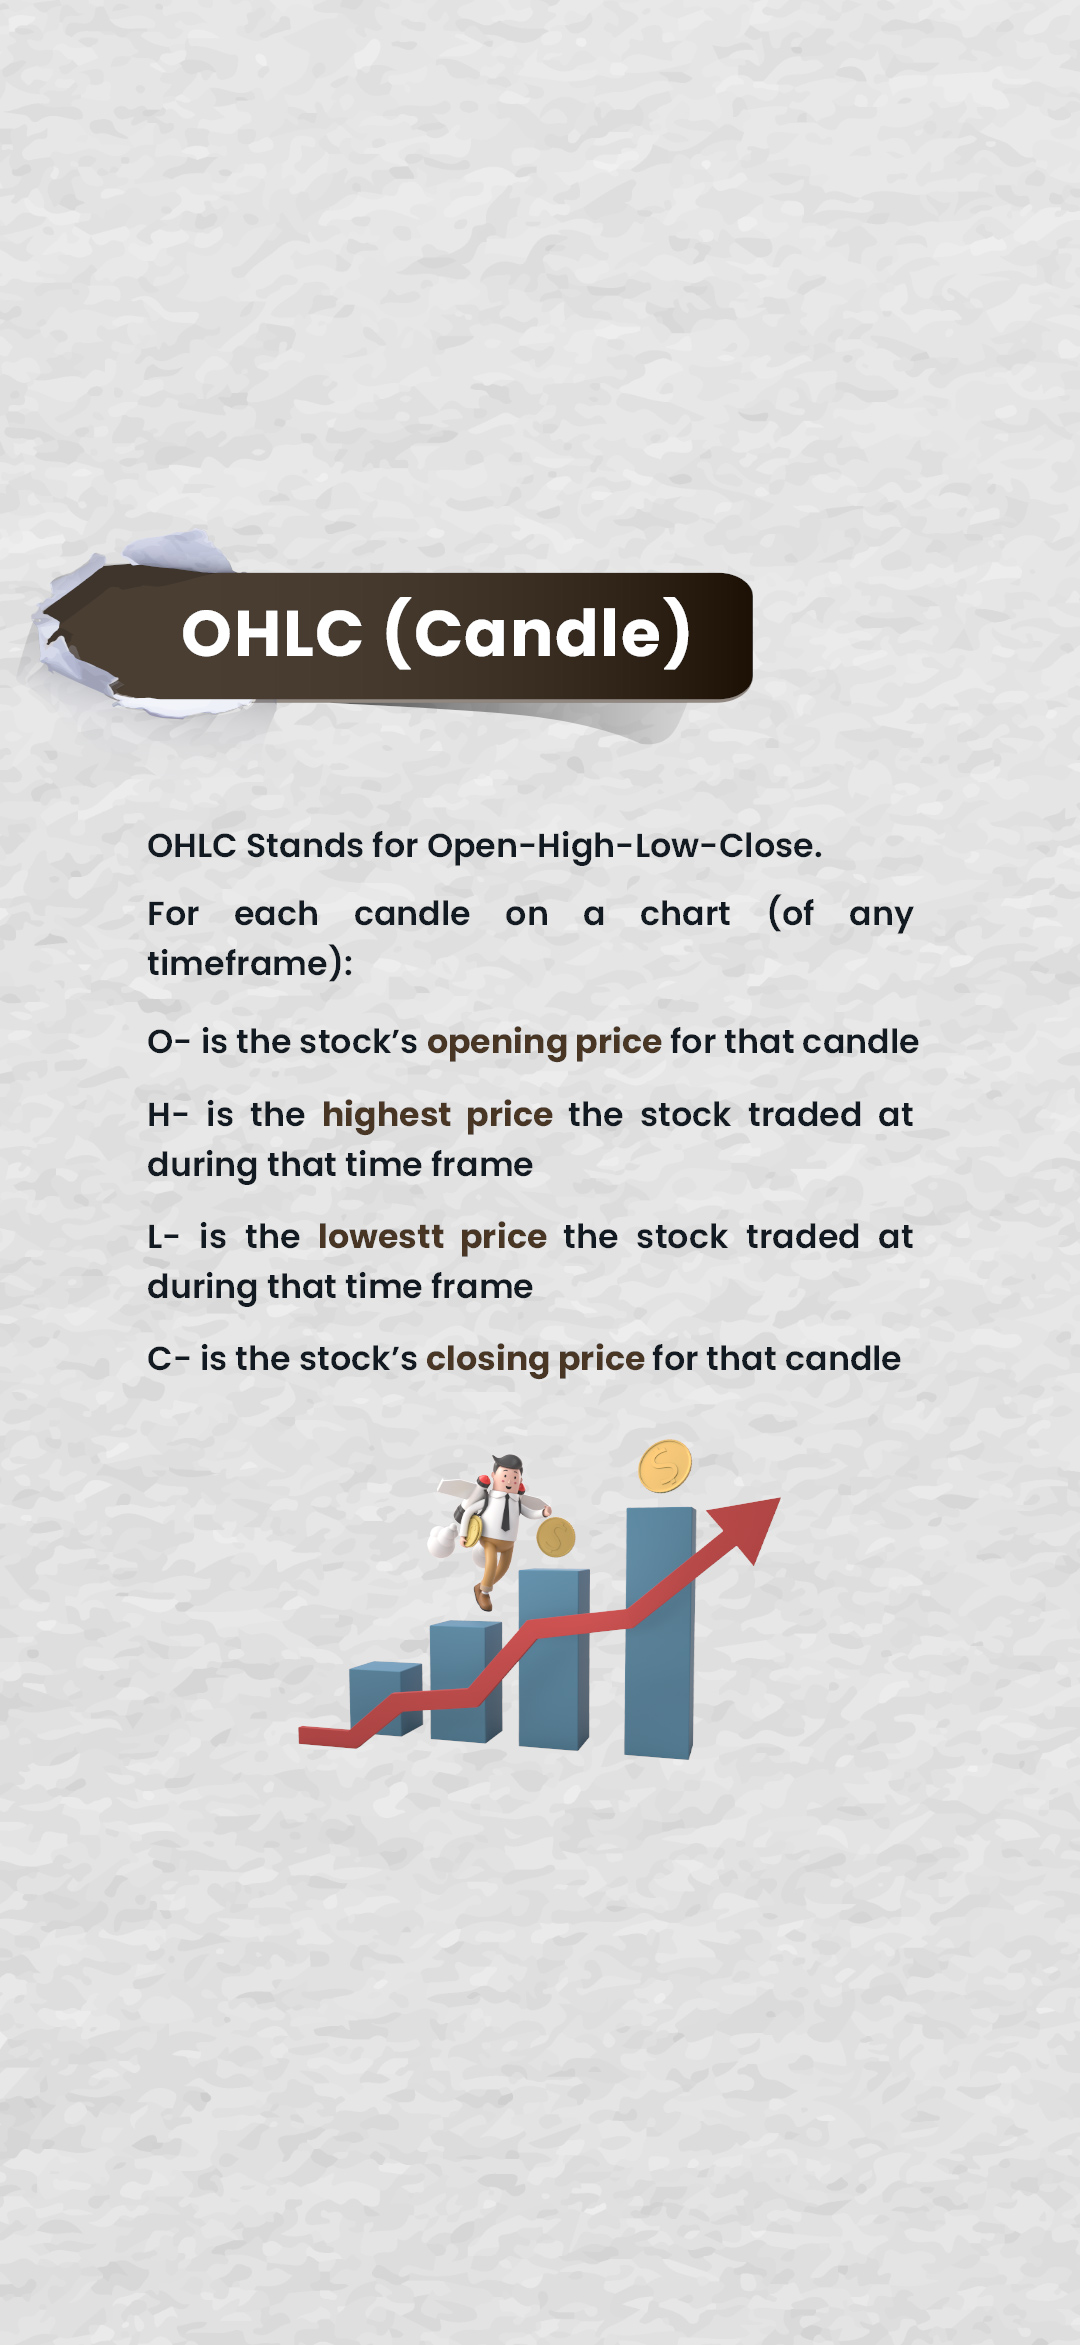 OHLC (Candle)
OHLC Stands for Open-High-Low-Close.
For each candle on a chart (of any
timeframe):
O- is the stock’s opening price for that candle
H- is the highest price the stock traded at
during that time frame
L- is the lowestt price the stock traded at
during that time frame
C- is the stock’s closing price for that candle